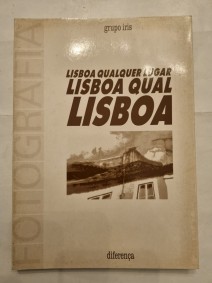 grupo iris
FOTOGRAFIA
LISBOA QUALQUER LUGAR
LISBOA QUAL
LISBOA
diferença